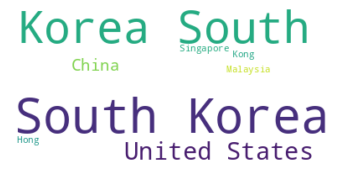 Korea South
Singapore
Kong
China
Malaysia
South Korea
Hong
United States